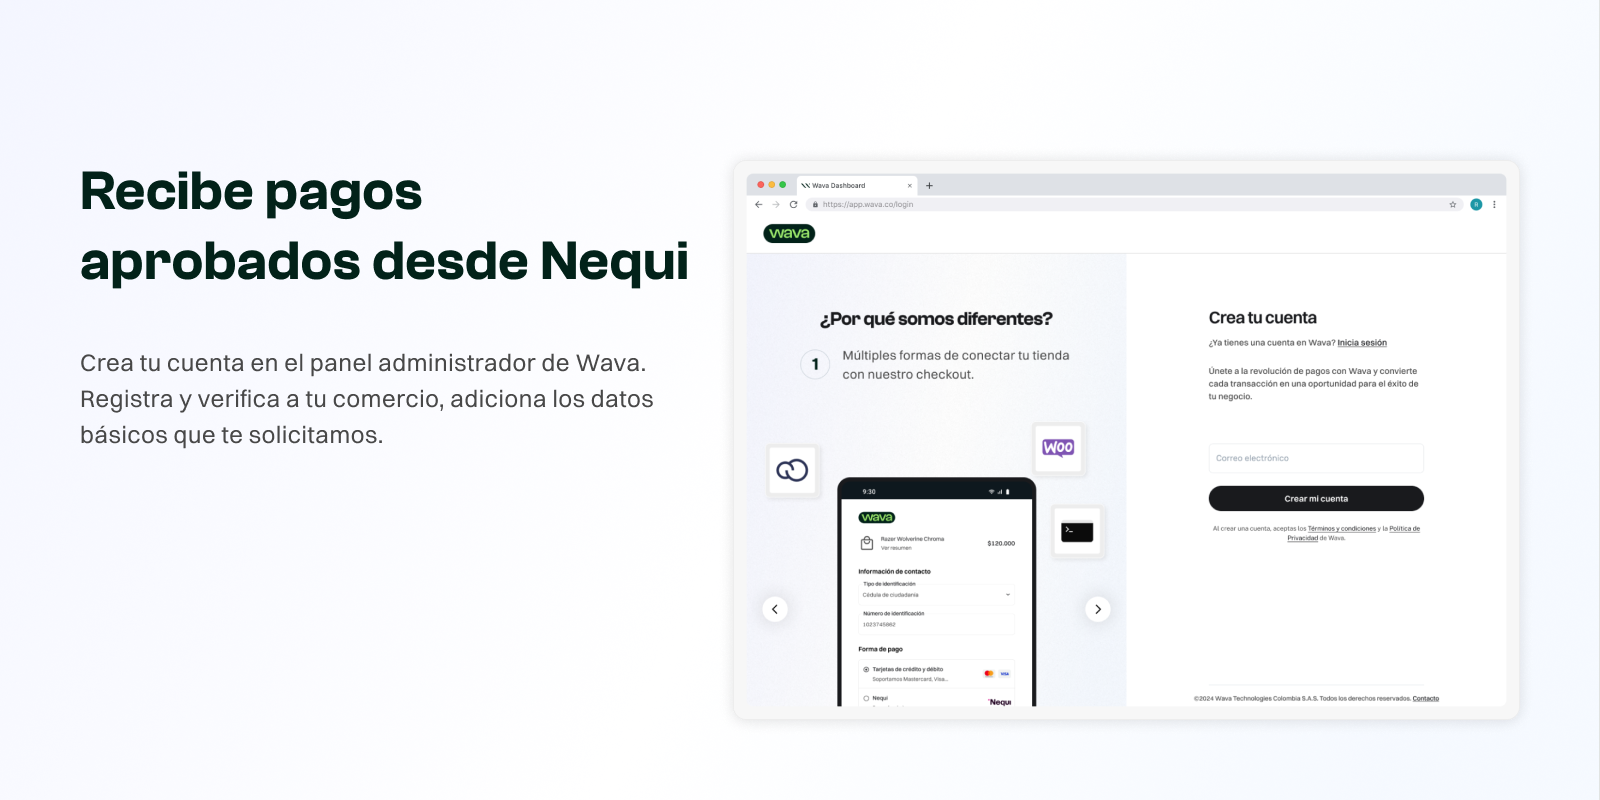 Recibe pagos
aprobados desde Nequi
Crea tu cuenta en el panel administrador de Wava.
Registra y verifica a tu comercio, adiciona los datos
básicos que te solicitamos.
Wava Dashboard
https://app.wava.co/login
wava
¿Por qué somos diferentes?
1
Múltiples formas de conectar tu tienda
con nuestro checkout.
WOO
9:30
wava
Razer Wolverine Chroma
Ver resumen
$120.000
Información de contacto
Tipo de identificación
Cédula de ciudadanía
Número de identificación
1023745862
Forma de pago
Tarjetas de crédito y débito
Soportamos Mastercard, Visa...
VISA
Nequi
Nequi
Crea tu cuenta
¿Ya tienes una cuenta en Wava? Inicia sesión
Únete a la revolución de pagos con Wava y convierte
cada transacción en una oportunidad para el éxito de
tu negocio.
Correo electrónico
Crear mi cuenta
Al crear una cuenta, aceptas los Términos y condiciones y la Política de
Privacidad de Wava.
©2024 Wava Technologies Colombia S.A.S. Todos los derechos reservados. Contacto